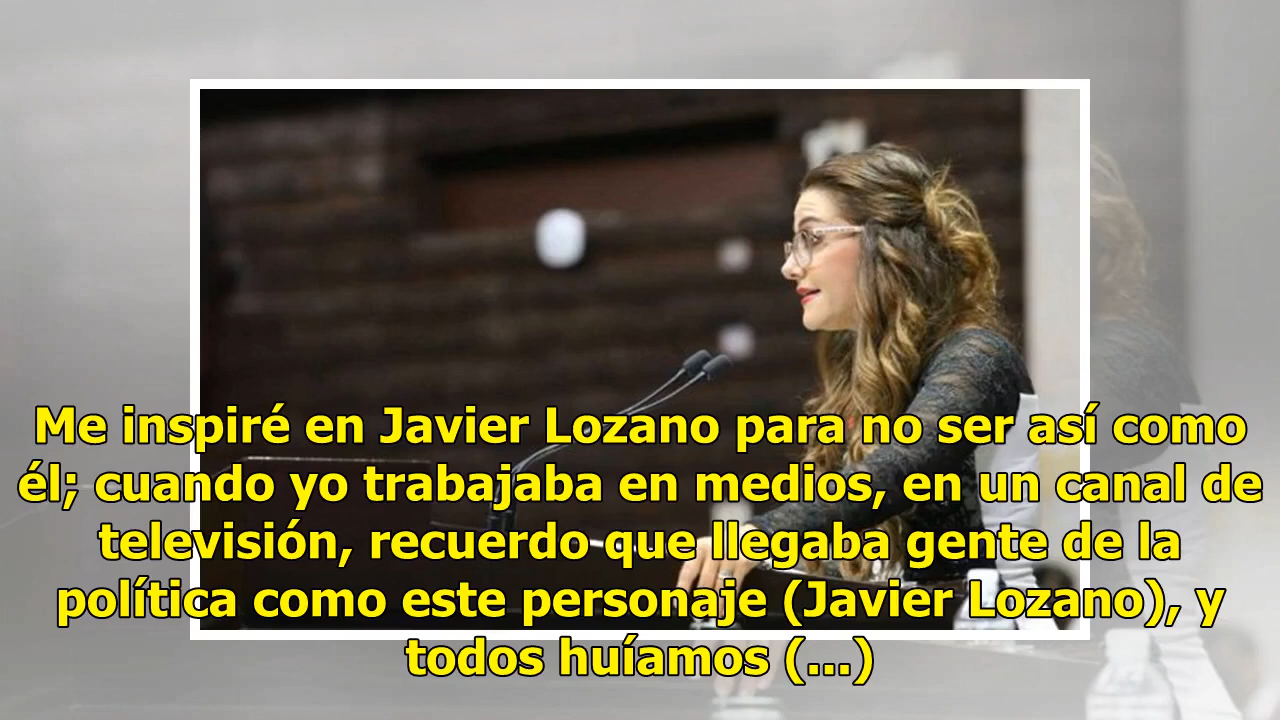 Me inspiré en Javier Lozano para no ser así como
él; cuando yo trabajaba en medios, en un canal de
televisión, recuerdo que llegaba gente de la
política como este personaje (Javier Lozano), y
todos huíamos (...)